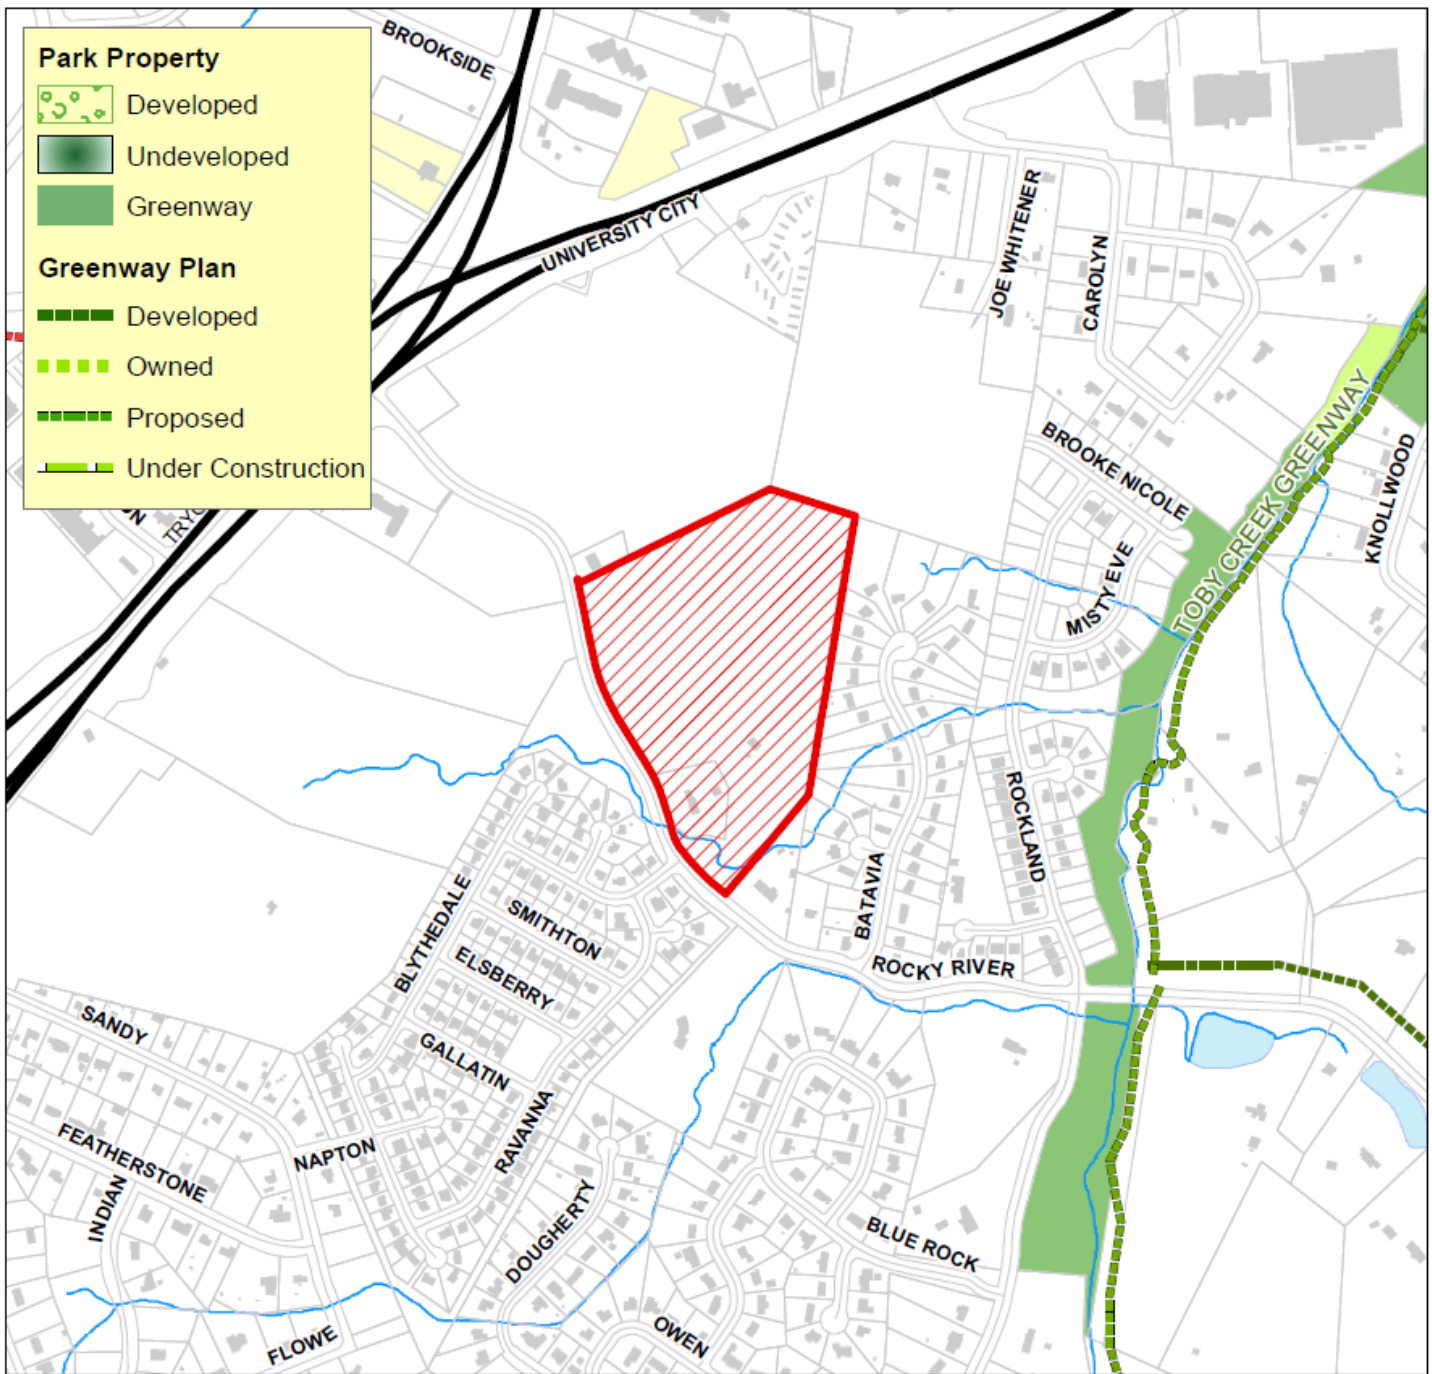 Park Property
Developed
Undeveloped
Greenway
Greenway Plan
Developed
Owned
Proposed
Under Construction
BROOKSIDE
UNIVERSITY CITY
JOE WHITENER
CAROLYN
BROOKE NICOLE
MISTY EVE
TOBY CREEK GREENWAY
KNOLLWOOD
ROCKLAND
BATAVIA
ROCKY RIVER
BLYTHEDALE
SMITHTON
ELSBERRY
GALLATIN
RAVANNA
SANDY
FEATHERSTONE
NAPTON
INDIAN
DOUGHERTY
BLUE ROCK
OWEN
FLOWE